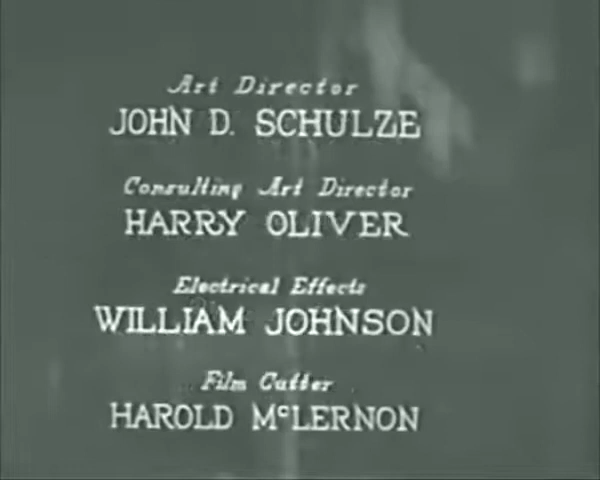 Art Director
JOHN D. SCHULZE
Consulting Art Director
HARRY OLIVER
Electrical Effects
WILLIAM JOHNSON
Film Cutter
HAROLD McLERNON